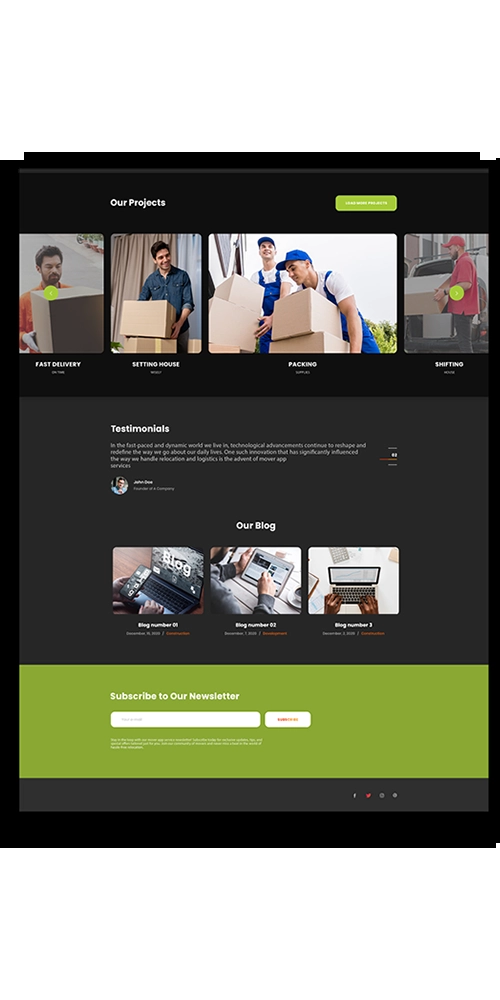 Our Projects
LOAD MORE PROJECTS
FAST DELIVERY
ON TIME
SETTING HOUSE
PACKING
SUPPLIES
SHIFTING
HOUSE
Testimonials
In the fast-paced and dynamic world we live in, technological advancements continue to reshape and
redefine the way we go about our daily lives. One such innovation that has significantly influenced
the way we handle relocation and logistics is the advent of mover app
services
02
John Doe
Founder of A Company
Our Blog
Blog
Blog number 01
Blog number 02
Blog number 3
December, 15, 2020 / Construction
December, 7, 2020 / Development
December, 2, 2020 / Construction
Subscribe to Our Newsletter
Your e-mail
SUBSCRIBE